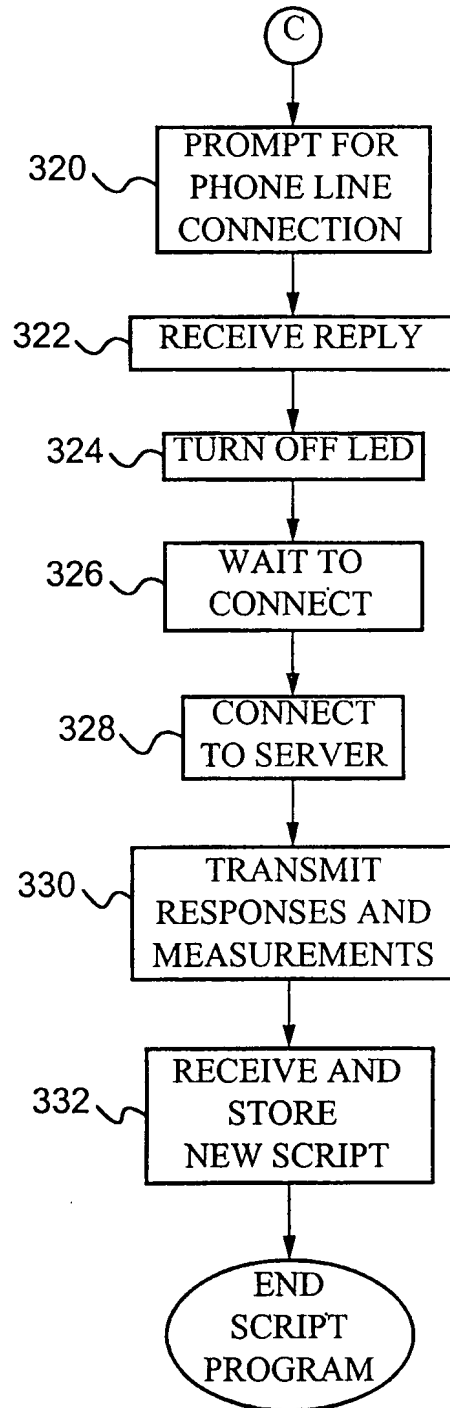 C
320
PROMPT FOR
PHONE LINE
CONNECTION
322
RECEIVE REPLY
324
TURN OFF LED
326
WAIT TO
CONNECT
328
CONNECT
TO SERVER
330
TRANSMIT
RESPONSES AND
MEASUREMENTS
332
RECEIVE AND
STORE
NEW SCRIPT
END
SCRIPT
PROGRAM